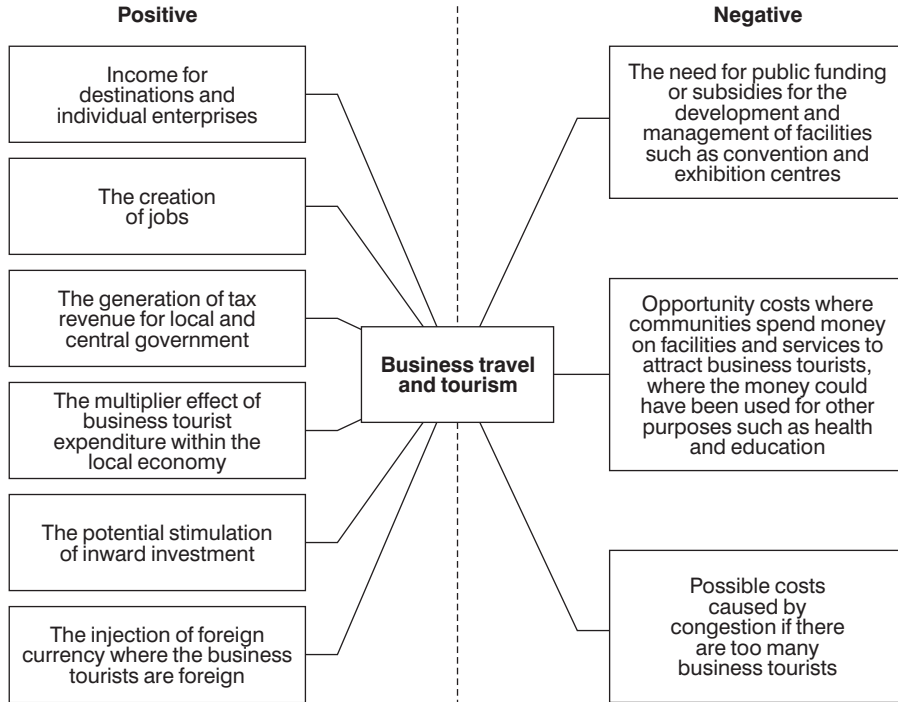 Positive
Negative
Income for
destinations and
individual enterprises
The creation
of jobs
The generation of tax
revenue for local and
central government
The multiplier effect of
business tourist
expenditure within the
local economy
The potential stimulation
of inward investment
The injection of foreign
currency where the business
tourists are foreign
Business travel
and tourism
The need for public funding
or subsidies for the
development and
management of facilities
such as convention and
exhibition centres
Opportunity costs where
communities spend money
on facilities and services to
attract business tourists,
where the money could
have been used for other
purposes such as health
and education
Possible costs
caused by
congestion if there
are too many
business tourists